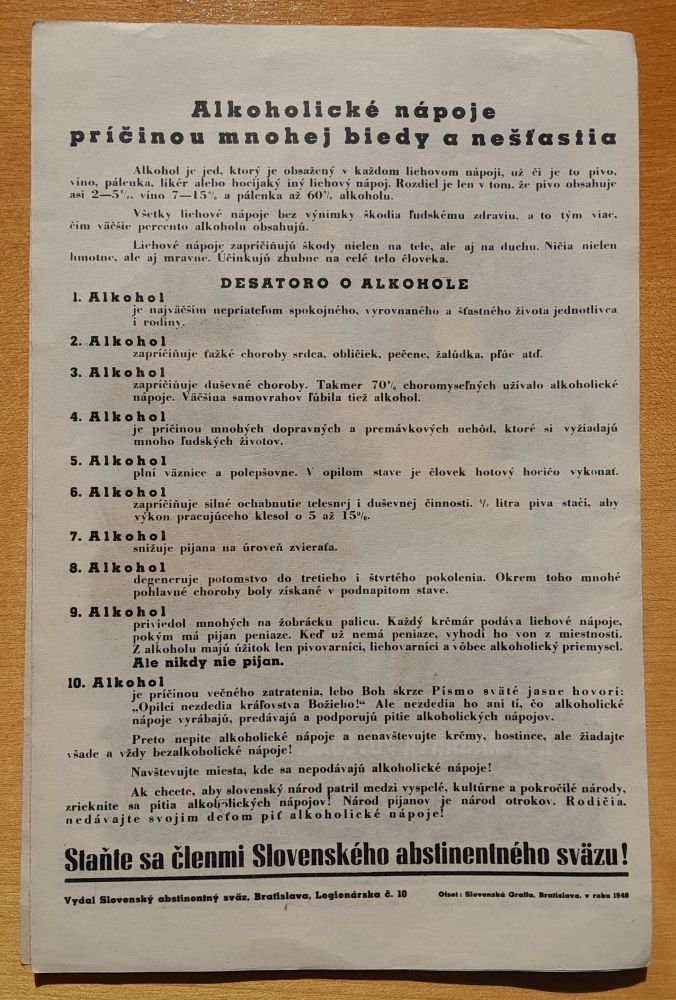 Alkoholické nápoje
príčinou mnohej biedy a nešťastia
Alkohol je jed, ktorý je obsažený v každom liehovom nápoji, už či je to pivo,
víno, pálenka, likér alebo hocijaký iný liehový nápoj. Rozdiel je len v tom, že pivo obsahuje
asi 2—5%, víno 7—15% a pálenka až 60% alkoholu.
Všetky liehové nápoje bez výnimky škodia ľudskému zdraviu, a to tým viac,
čím väčšie percento alkoholu obsahujú.
Liehové nápoje zapríčiňujú škody nielen na tele, ale aj na duchu. Ničia nielen
hmotne, ale aj mravne. Účinkujú zhubne na celé telo človeka.
DESATORO O ALKOHOLE
1. Alkohol
je najväčším nepriateľom spokojného, vyrovnaného a šťastného života jednotlivca
i rodiny.
2. Alkohol
zapríčiňuje ťažké choroby srdca, obličiek, pečene, žalúdka, pľúc atď.
3. Alkohol
zapríčiňuje duševné choroby. Takmer 70% choromyseľných užívalo alkoholické
nápoje. Väčšina samovrahov ľúbila tiež alkohol.
4. Alkohol
je príčinou mnohých dopravných a premávkových nehôd, ktoré si vyžiadajú
mnoho ľudských životov.
5. Alkohol
plní väznice a polepšovne. V opilom stave je človek hotový hocičo vykonať.
6. Alkohol
zapríčiňuje silné ochabnutie telesnej i duševnej činnosti. litra piva stačí, aby
výkon pracujúceho klesol o 5 až 15%.
7. Alkohol
snižuje pijana na úroveň zvieraťa.
8. Alkohol
degeneruje potomstvo do tretieho i štvrtého pokolenia. Okrem toho mnohé
pohlavné choroby boly získané v podnapitom stave.
9. Alkohol
priviedol mnohých na žobrácku palicu. Každý krčmár podáva liehové nápoje,
pokým má pijan peniaze. Keď už nemá peniaze, vyhodí ho von z miestnosti.
Z alkoholu majú úžitok len pivovarníci, liehovarníci a vôbec alkoholický priemysel.
Ale nikdy nie pijan.
10. Alkohol
je príčinou večného zatratenia, lebo Boh skrze Písmo sväté jasne hovorí:
„Opilci nezdedia kráľovstva Božieho!“ Ale nezdedia ho ani tí, čo alkoholické
nápoje vyrábajú, predávajú a podporujú pitie alkoholických nápojov.
Preto nepite alkoholické nápoje a nenavštevujte krčmy, hostince, ale žiadajte
všade a vždy bezalkoholické nápoje!
Navštevujte miesta, kde sa nepodávajú alkoholické nápoje!
Ak chcete, aby slovenský národ patril medzi vyspelé, kultúrne a pokročilé národy,
zrieknite sa pitia alkoholických nápojov! Národ pijanov je národ otrokov. Rodičia,
nedávajte svojim deťom piť alkoholické nápoje!
Staňte sa členmi Slovenského abstinentného sväzu!
Vydal Slovenský abstinentný sväz, Bratislava, Legionárska č. 10 Ofset: Slovenská Grafia, Bratislava, v roku 1948